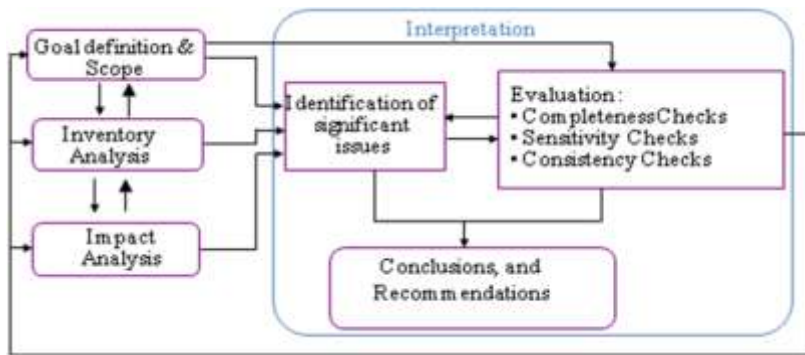 Interpretation
Goal definition &
Scope
Inventory
Analysis
Impact
Analysis
Identification of
significant
issues
Evaluation:
• CompletenessChecks
• Sensitivity Checks
• Consistency Checks
Conclusions, and
Recommendations